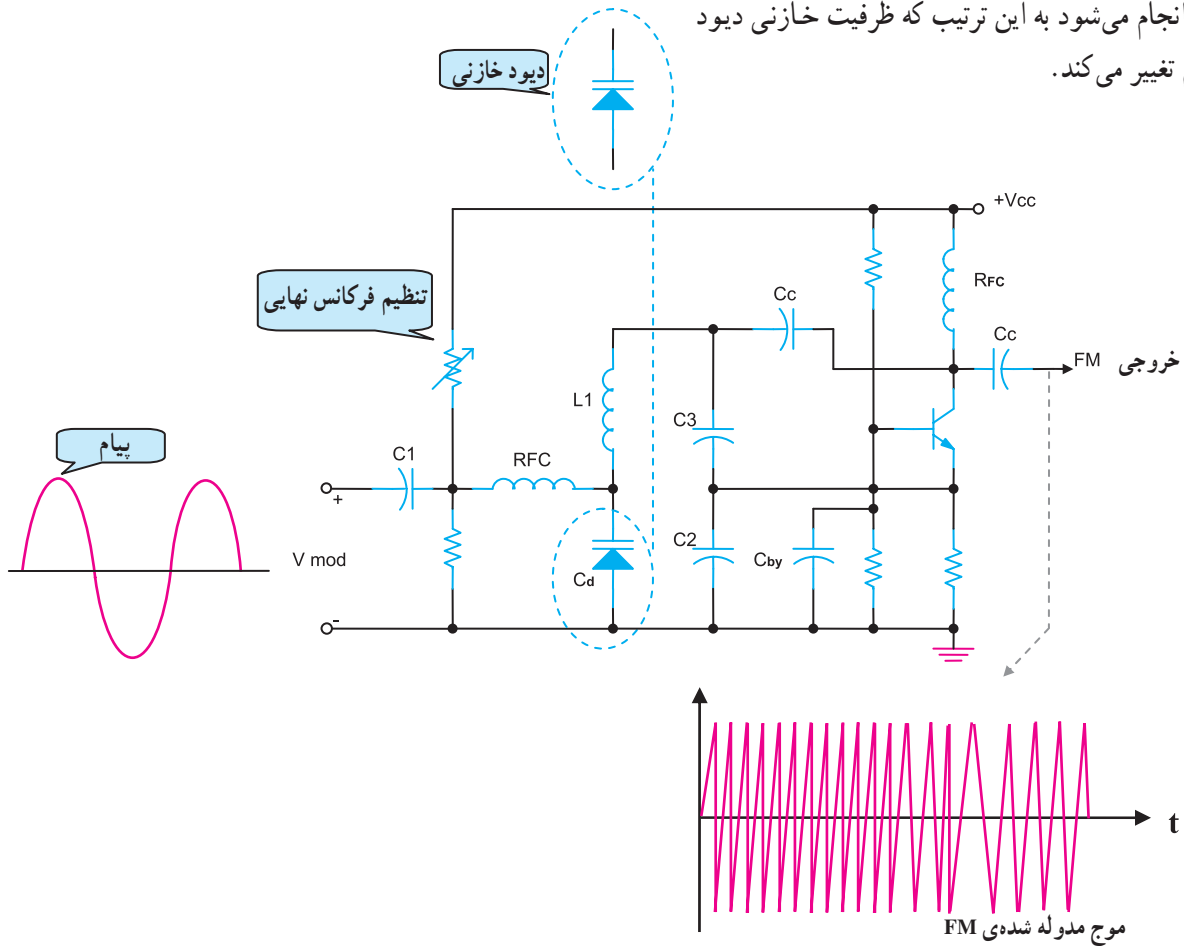 انجام می‌شود به این ترتیب که ظرفیت خازنی دیود
تغییر می‌کند.
دیود خازنی
+Vcc
تنظیم فرکانس نهایی
RFC
Cc
Cc
FM خروجی
L1
C3
پیام
C1
RFC
+
V mod
C2
Cby
Cd
-
t
موج مدوله شده‌ی FM